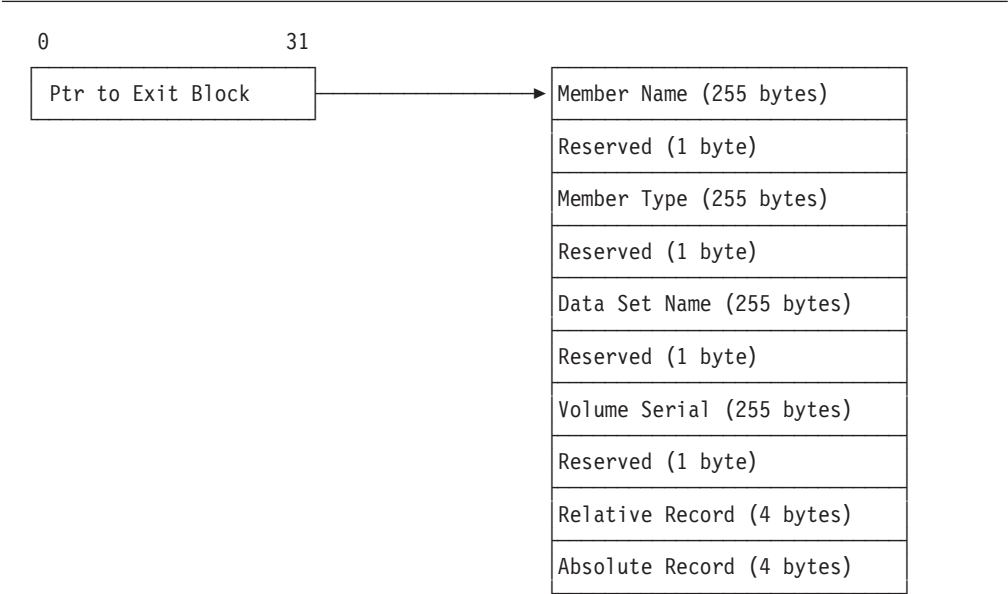 0 31
Ptr to Exit Block
Member Name (255 bytes)
Reserved (1 byte)
Member Type (255 bytes)
Reserved (1 byte)
Data Set Name (255 bytes)
Reserved (1 byte)
Volume Serial (255 bytes)
Reserved (1 byte)
Relative Record (4 bytes)
Absolute Record (4 bytes)